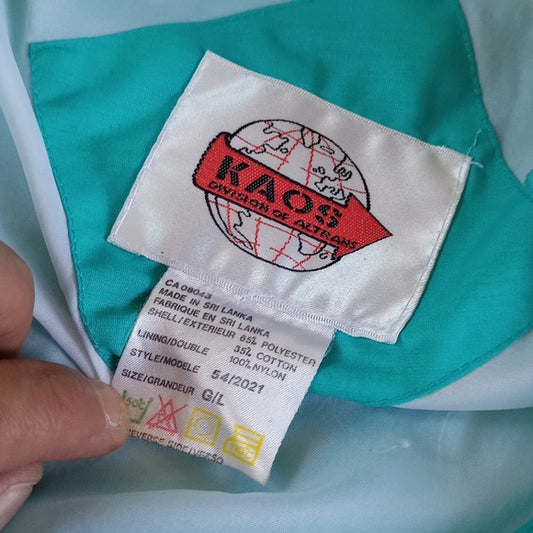 KAOS
DIVISION OF ALTRANS
CA 08043
MADE IN SRI LANKA
FABRIQUE EN SRI LANKA
SHELL/EXTERIEUR 65% POLYESTER
35% COTTON
LINING/DOUBLE 100% NYLON
STYLE/MODELE 54/2021
SIZE/GRANDEUR G/L
50°
REVERSE SIDE/VERSO